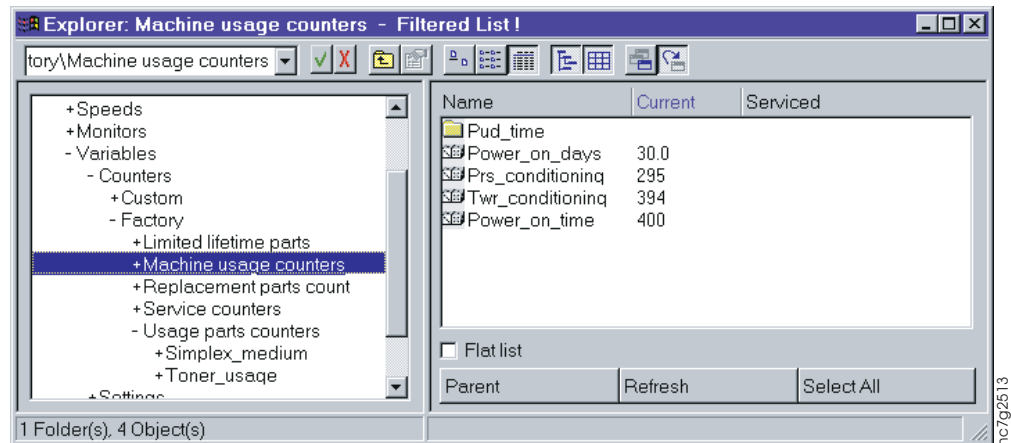 Explorer: Machine usage counters - Filtered List !
tory\Machine usage counters
+Speeds
+Monitors
- Variables
- Counters
+Custom
- Factory
+Limited lifetime parts
+Machine usage counters
+Replacement parts count
+Service counters
- Usage parts counters
+Simplex_medium
+Toner_usage
+Settings
Name Current Serviced
Pud_time
Power_on_days 30.0
Prs_conditioning 295
Twr_conditioning 394
Power_on_time 400
Flat list
Parent Refresh Select All
1 Folder(s), 4 Object(s)
hc7g2513